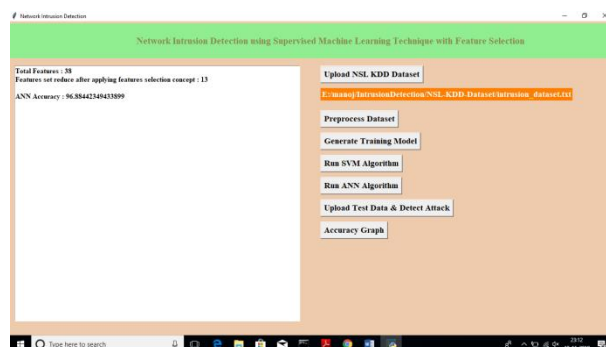 Network Intrusion Detection
Network Intrusion Detection using Supervised Machine Learning Technique with Feature Selection
Total Features : 38
Features set reduce after applying features selection concept : 13
ANN Accuracy : 96.88442349433899
Upload NSL KDD Dataset
E:/manoj/IntrusionDetection/NSL-KDD-Dataset/intrusion_dataset.txt
Preprocess Dataset
Generate Training Model
Run SVM Algorithm
Run ANN Algorithm
Upload Test Data & Detect Attack
Accuracy Graph
Type here to search
23:12